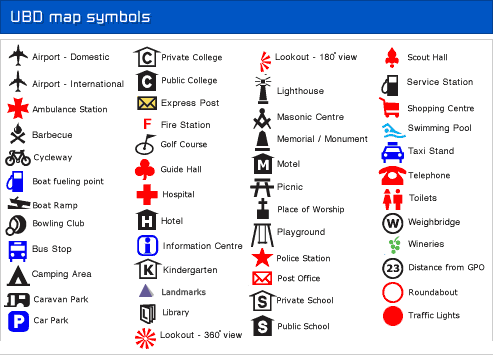 UBD map symbols
Airport - Domestic
Airport - International
Ambulance Station
Barbecue
Cycleway
Boat fueling point
Boat Ramp
Bowling Club
Bus Stop
Camping Area
Caravan Park
P Car Park
C Private College
C Public College
Express Post
F Fire Station
Golf Course
Guide Hall
Hospital
H Hotel
i Information Centre
K Kindergarten
Landmarks
Library
Lookout - 360° view
Lookout - 180° view
Lighthouse
Masonic Centre
Memorial / Monument
M Motel
Picnic
Place of Worship
Playground
Police Station
Post Office
S Private School
S Public School
Scout Hall
Service Station
Shopping Centre
Swimming Pool
Taxi Stand
Telephone
Toilets
W Weighbridge
Wineries
23 Distance from GPO
Roundabout
Traffic Lights